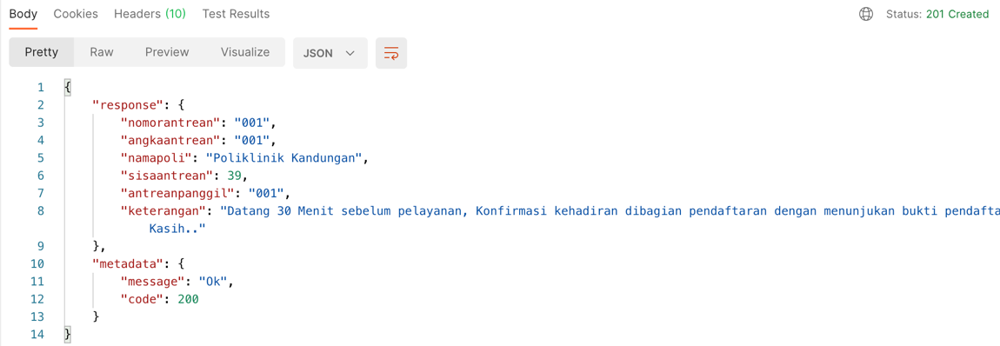 Body Cookies Headers (10) Test Results Status: 201 Created
Pretty Raw Preview Visualize JSON
1 {
2 "response": {
3 "nomorantrean": "001",
4 "angkaantrean": "001",
5 "namapoli": "Poliklinik Kandungan",
6 "sisaantrean": 39,
7 "antreanpanggil": "001",
8 "keterangan": "Datang 30 Menit sebelum pelayanan, Konfirmasi kehadiran dibagian pendaftaran dengan menunjukan bukti pendafta
Kasih.."
9 },
10 "metadata": {
11 "message": "Ok",
12 "code": 200
13 }
14 }